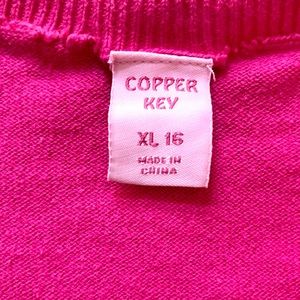 COPPER
KEY
XL 16
MADE IN
CHINA